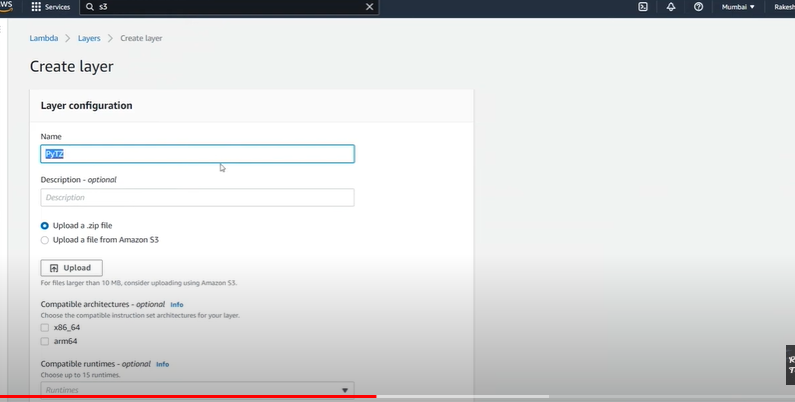 WS
Services
s3
Mumbai
Rakesh
Lambda > Layers > Create layer
Create layer
Layer configuration
Name
PyTZ
Description - optional
Description
Upload a .zip file
Upload a file from Amazon S3
Upload
For files larger than 10 MB, consider uploading using Amazon S3.
Compatible architectures - optional Info
Choose the compatible instruction set architectures for your layer.
x86_64
arm64
Compatible runtimes - optional Info
Choose up to 15 runtimes.
Runtimes